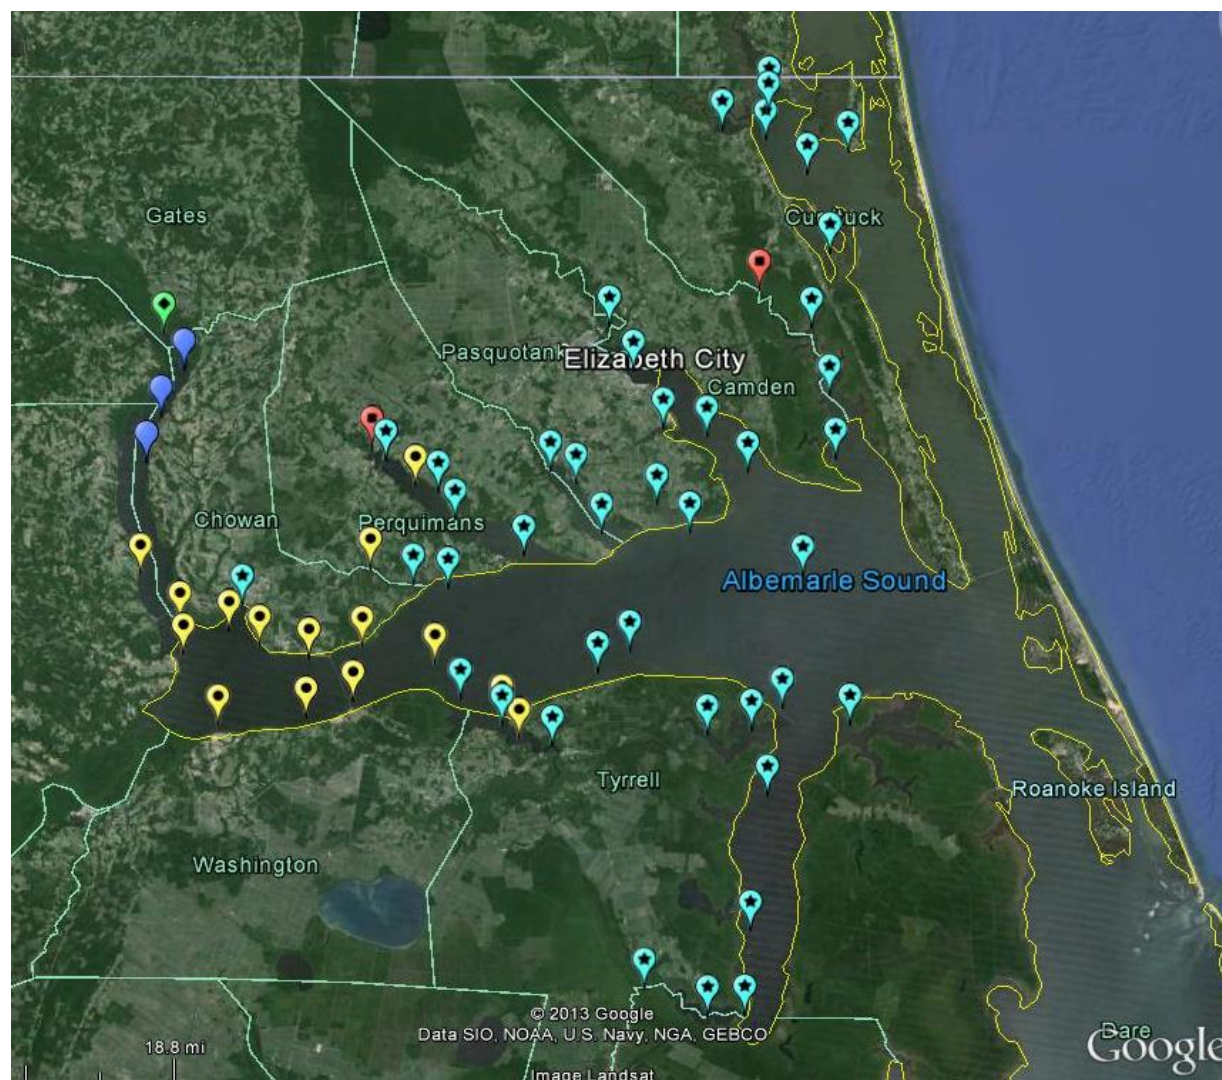 Gates
Currituck
Pasquotank
Elizabeth City
Camden
Chowan
Perquimans
Albemarle Sound
Tyrrell
Roanoke Island
Washington
© 2013 Google
Data SIO, NOAA, U.S. Navy, NGA, GEBCO
Dare
18.8 mi
Google
Image Landsat